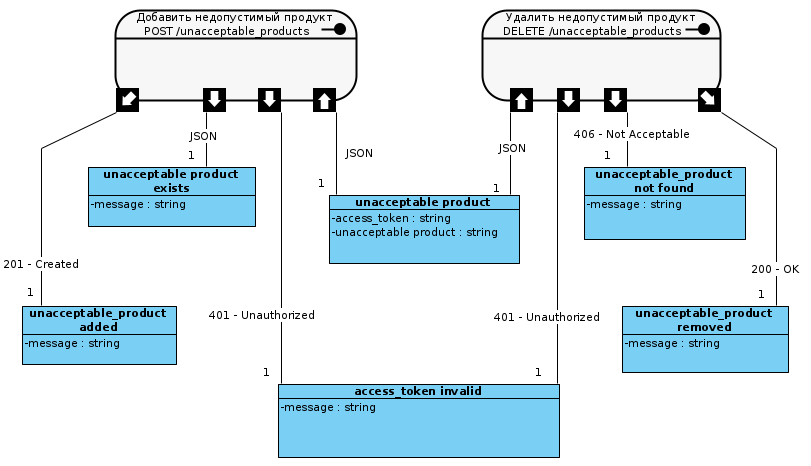 Добавить недопустимый продукт
POST /unacceptable_products
Удалить недопустимый продукт
DELETE /unacceptable_products
JSON
1
JSON
1
JSON
1
406 - Not Acceptable
1
unacceptable product
exists
-message : string
unacceptable product
-access_token : string
-unacceptable product : string
unacceptable_product
not found
-message : string
201 - Created
1
200 - OK
1
unacceptable_product
added
-message : string
401 - Unauthorized
1
401 - Unauthorized
1
unacceptable_product
removed
-message : string
access_token invalid
-message : string